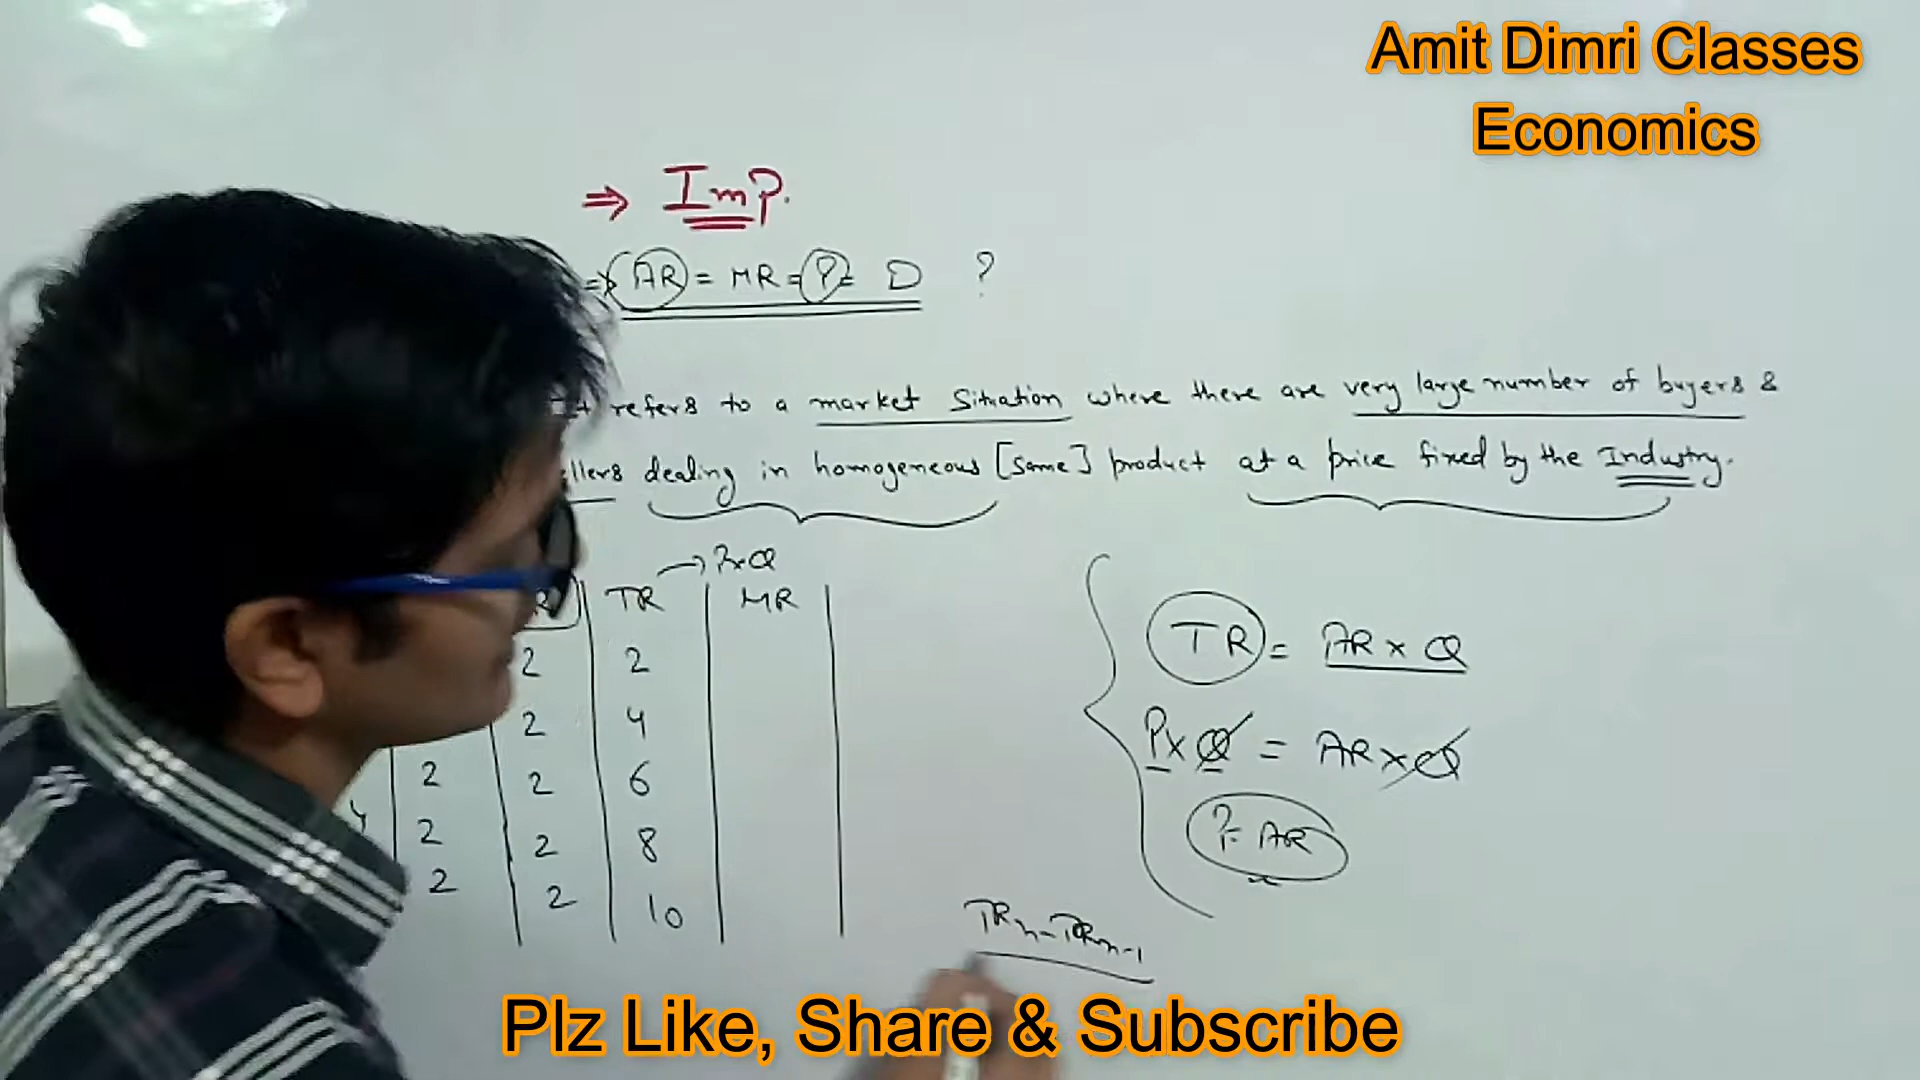 Amit Dimri Classes
Economics
⇒ Imp.
⇒ AR = MR = P = D ?
refers to a market Situation where there are very large number of buyers &
llers dealing in homogeneous [Same] product at a price fixed by the Industry.
→ P×Q
R TR MR
2 2
2 4
2 2 6
4 2 2 8
2 2 10
TR = AR × Q
P × Q = AR × Q
P = AR
TRn - TRn-1
Plz Like, Share & Subscribe